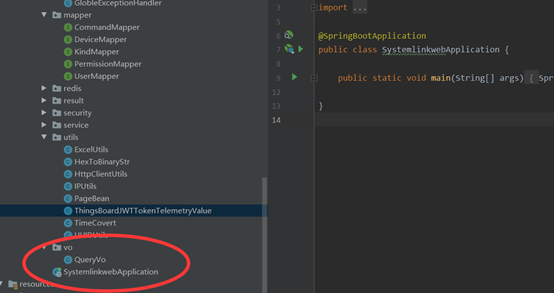 GlobleExceptionHandler
mapper
CommandMapper
DeviceMapper
KindMapper
PermissionMapper
UserMapper
redis
result
security
service
utils
ExcelUtils
HexToBinaryStr
HttpClientUtils
IPUtils
PageBean
ThingsBoardJWTTokenTelemetryValue
TimeCovert
vo
QueryVo
SystemlinkwebApplication
resources
3 import ...
5
6 @SpringBootApplication
7 public class SystemlinkwebApplication {
8
9 public static void main(String[] args) { Spr
12
13 }
14